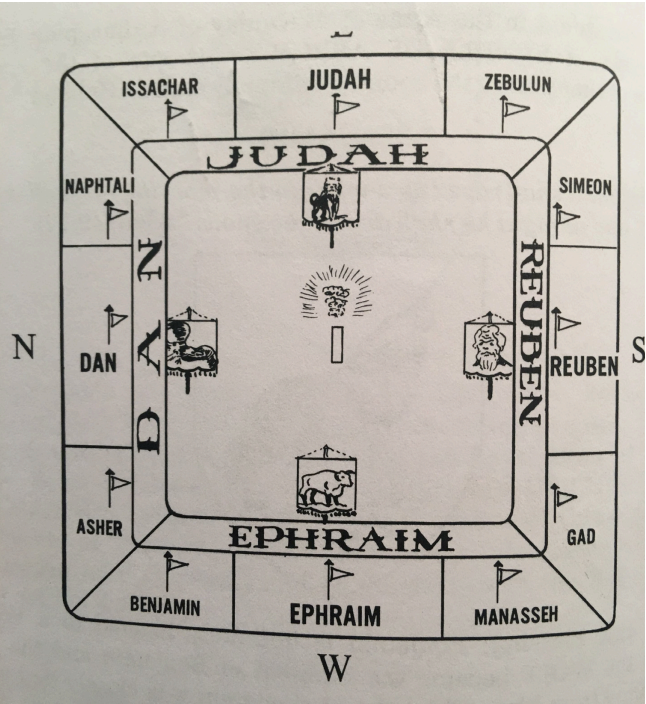 ISSACHAR JUDAH ZEBULUN
JUDAH
NAPHTALI SIMEON
N DAN DAN REUBEN REUBEN S
ASHER GAD
EPHRAIM
BENJAMIN EPHRAIM MANASSEH
W